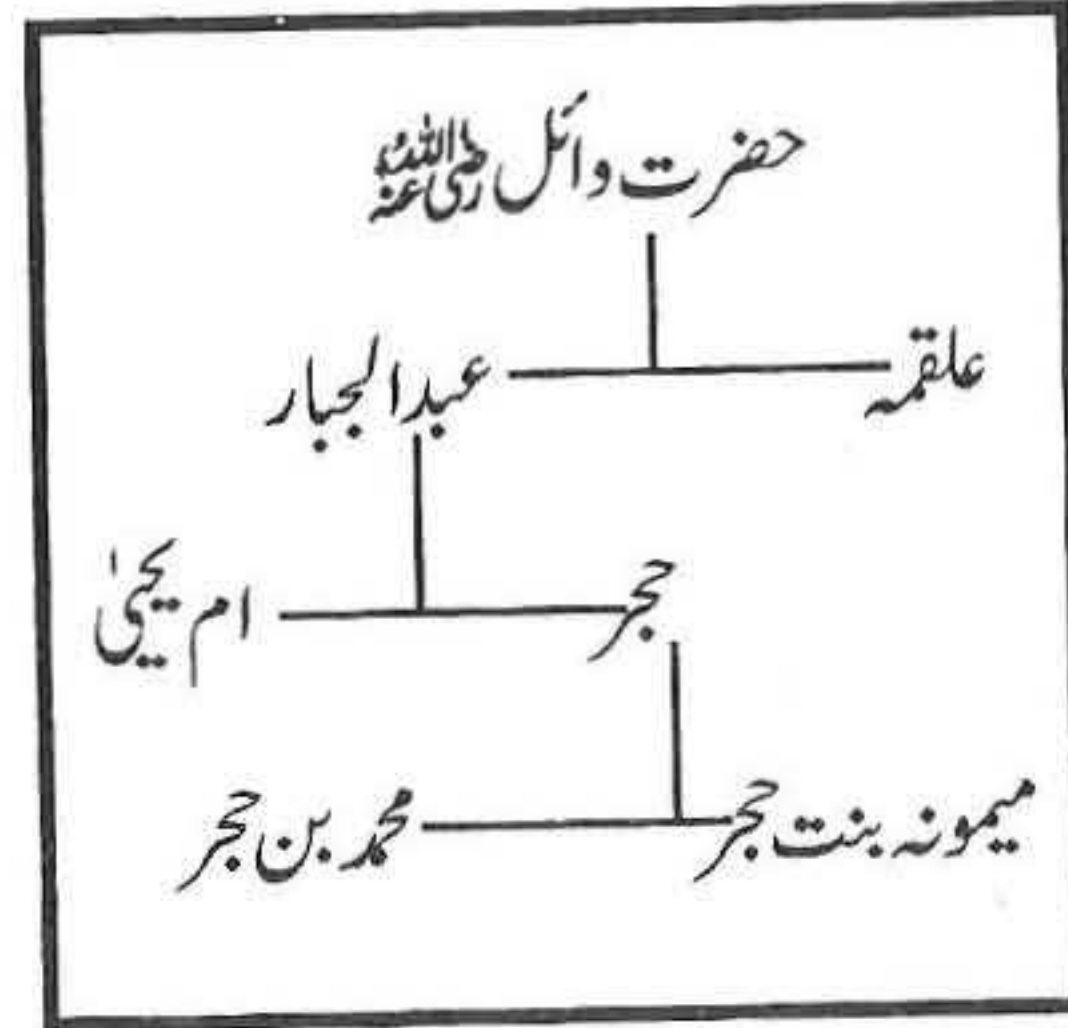 حضرت وائل رضی اللہ عنہ
علقمہ عبدالجبار
حجر ام یحییٰ
میمونہ بنت حجر محمد بن حجر